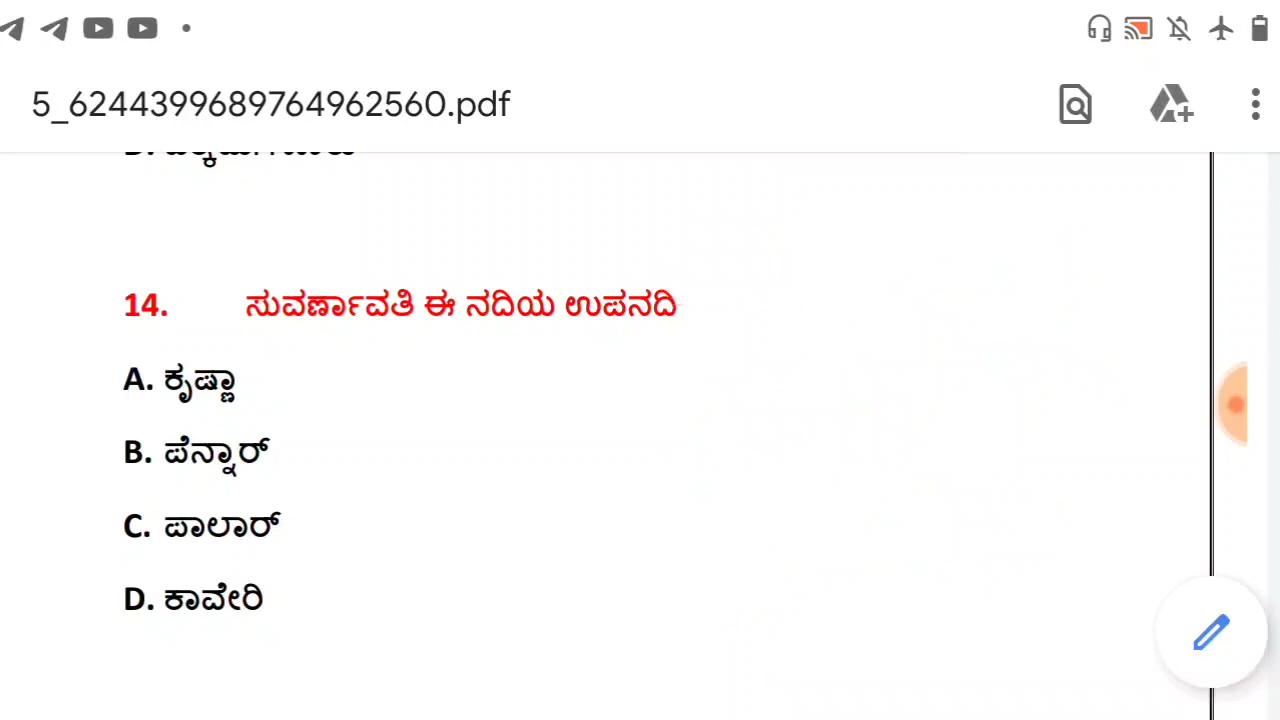 5_6244399689764962560.pdf
14. ಸುವರ್ಣಾವತಿ ಈ ನದಿಯ ಉಪನದಿ
A. ಕೃಷ್ಣಾ
B. ಪೆನ್ನಾರ್
C. ಪಾಲಾರ್
D. ಕಾವೇರಿ